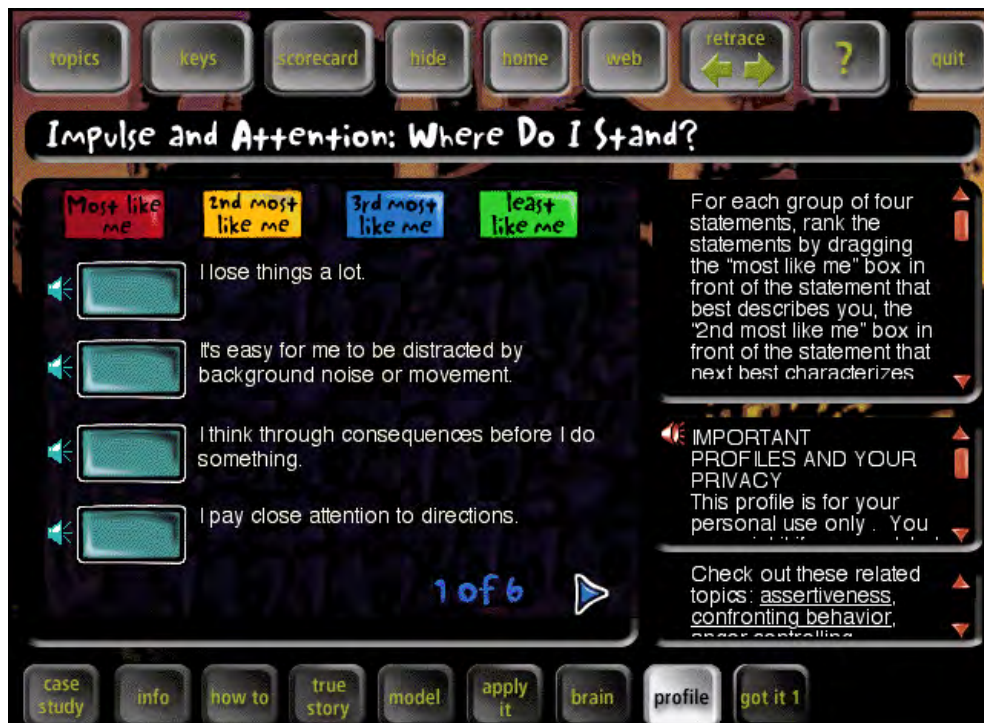 topics
keys
scorecard
hide
home
web
retrace
?
quit
Impulse and Attention: Where Do I Stand?
Most like
me
2nd most
like me
3rd most
like me
least
like me
I lose things a lot.
It's easy for me to be distracted by
background noise or movement.
I think through consequences before I do
something.
I pay close attention to directions.
1 of 6
For each group of four
statements, rank the
statements by dragging
the "most like me" box in
front of the statement that
best describes you, the
"2nd most like me" box in
front of the statement that
next best characterizes
IMPORTANT
PROFILES AND YOUR
PRIVACY
This profile is for your
personal use only . You
Check out these related
topics: assertiveness,
confronting behavior,
anger controlling
case
study
info
how to
true
story
model
apply
it
brain
profile
got it 1